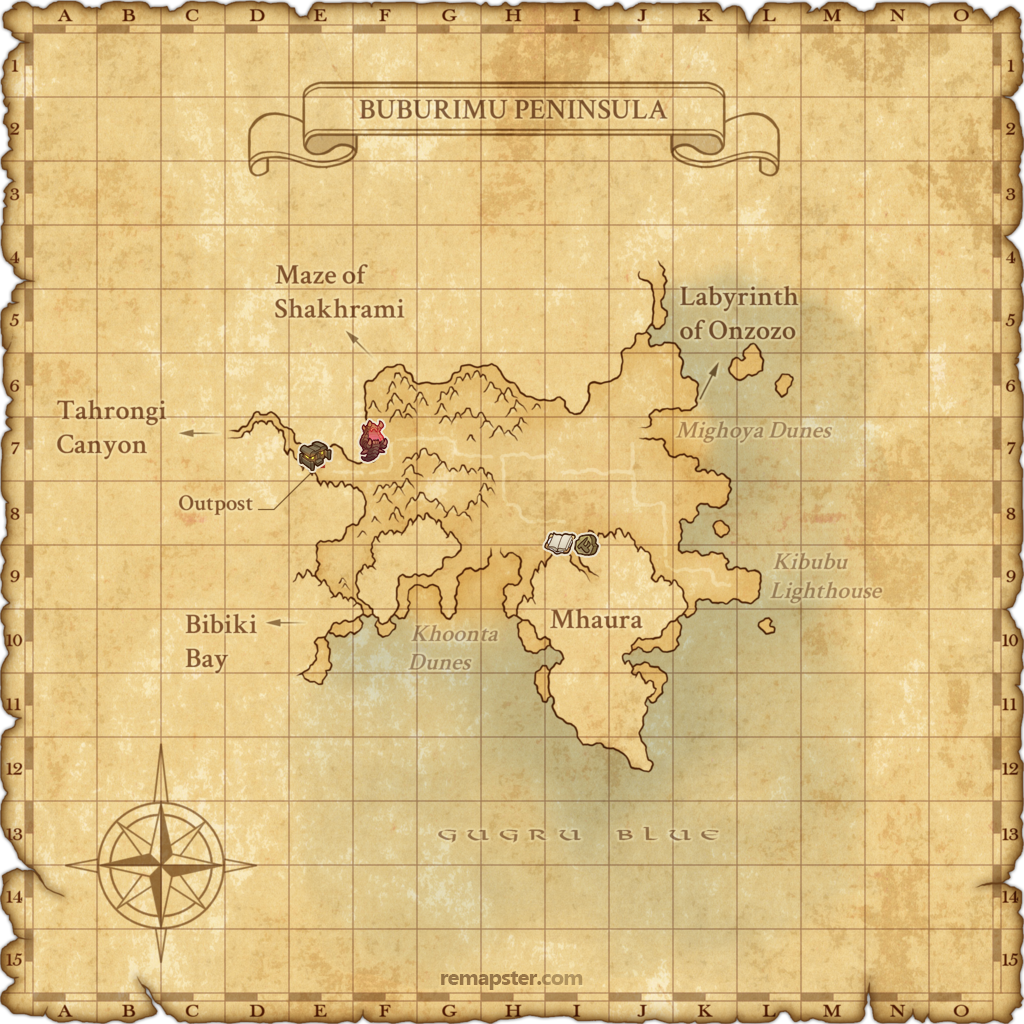 A B C D E F G H I J K L M N O
BUBURIMU PENINSULA
Maze of
Shakhrami
Labyrinth
of Onzozo
Tahrongi
Canyon
Mighoya Dunes
Outpost
Kibubu
Lighthouse
Mhaura
Bibiki
Bay
Khoonta
Dunes
GUGRU BLUE
remapster.com
1 1
2 2
3 3
4 4
5 5
6 6
7 7
8 8
9 9
10 10
11 11
12 12
13 13
14 14
15 15
A B C D E F G H I J K L M N O